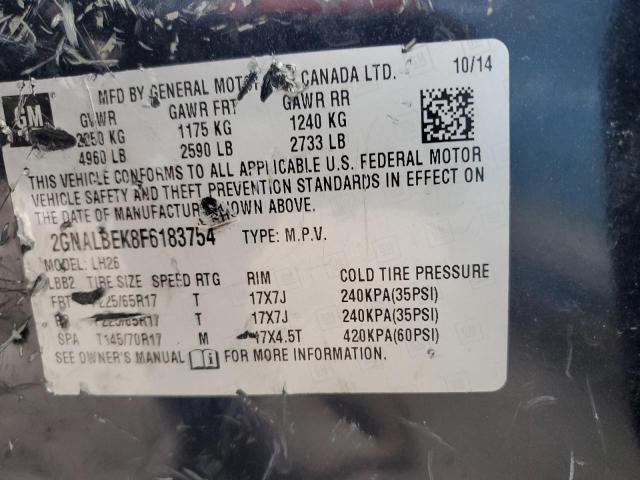 MFD BY GENERAL MOTORS CANADA LTD. 10/14
GM
GVWR GAWR FRT GAWR RR
2250 KG 1175 KG 1240 KG
4960 LB 2590 LB 2733 LB
THIS VEHICLE CONFORMS TO ALL APPLICABLE U.S. FEDERAL MOTOR
VEHICLE SAFETY AND THEFT PREVENTION STANDARDS IN EFFECT ON
THE DATE OF MANUFACTURE SHOWN ABOVE.
2GNALBEK8F6183754 TYPE: M.P.V.
MODEL: LH26
LBB2 TIRE SIZE SPEED RTG RIM COLD TIRE PRESSURE
FRT P225/65R17 T 17X7J 240KPA(35PSI)
P225/65R17 T 17X7J 240KPA(35PSI)
SPA T145/70R17 M 17X4.5T 420KPA(60PSI)
SEE OWNER'S MANUAL FOR MORE INFORMATION.